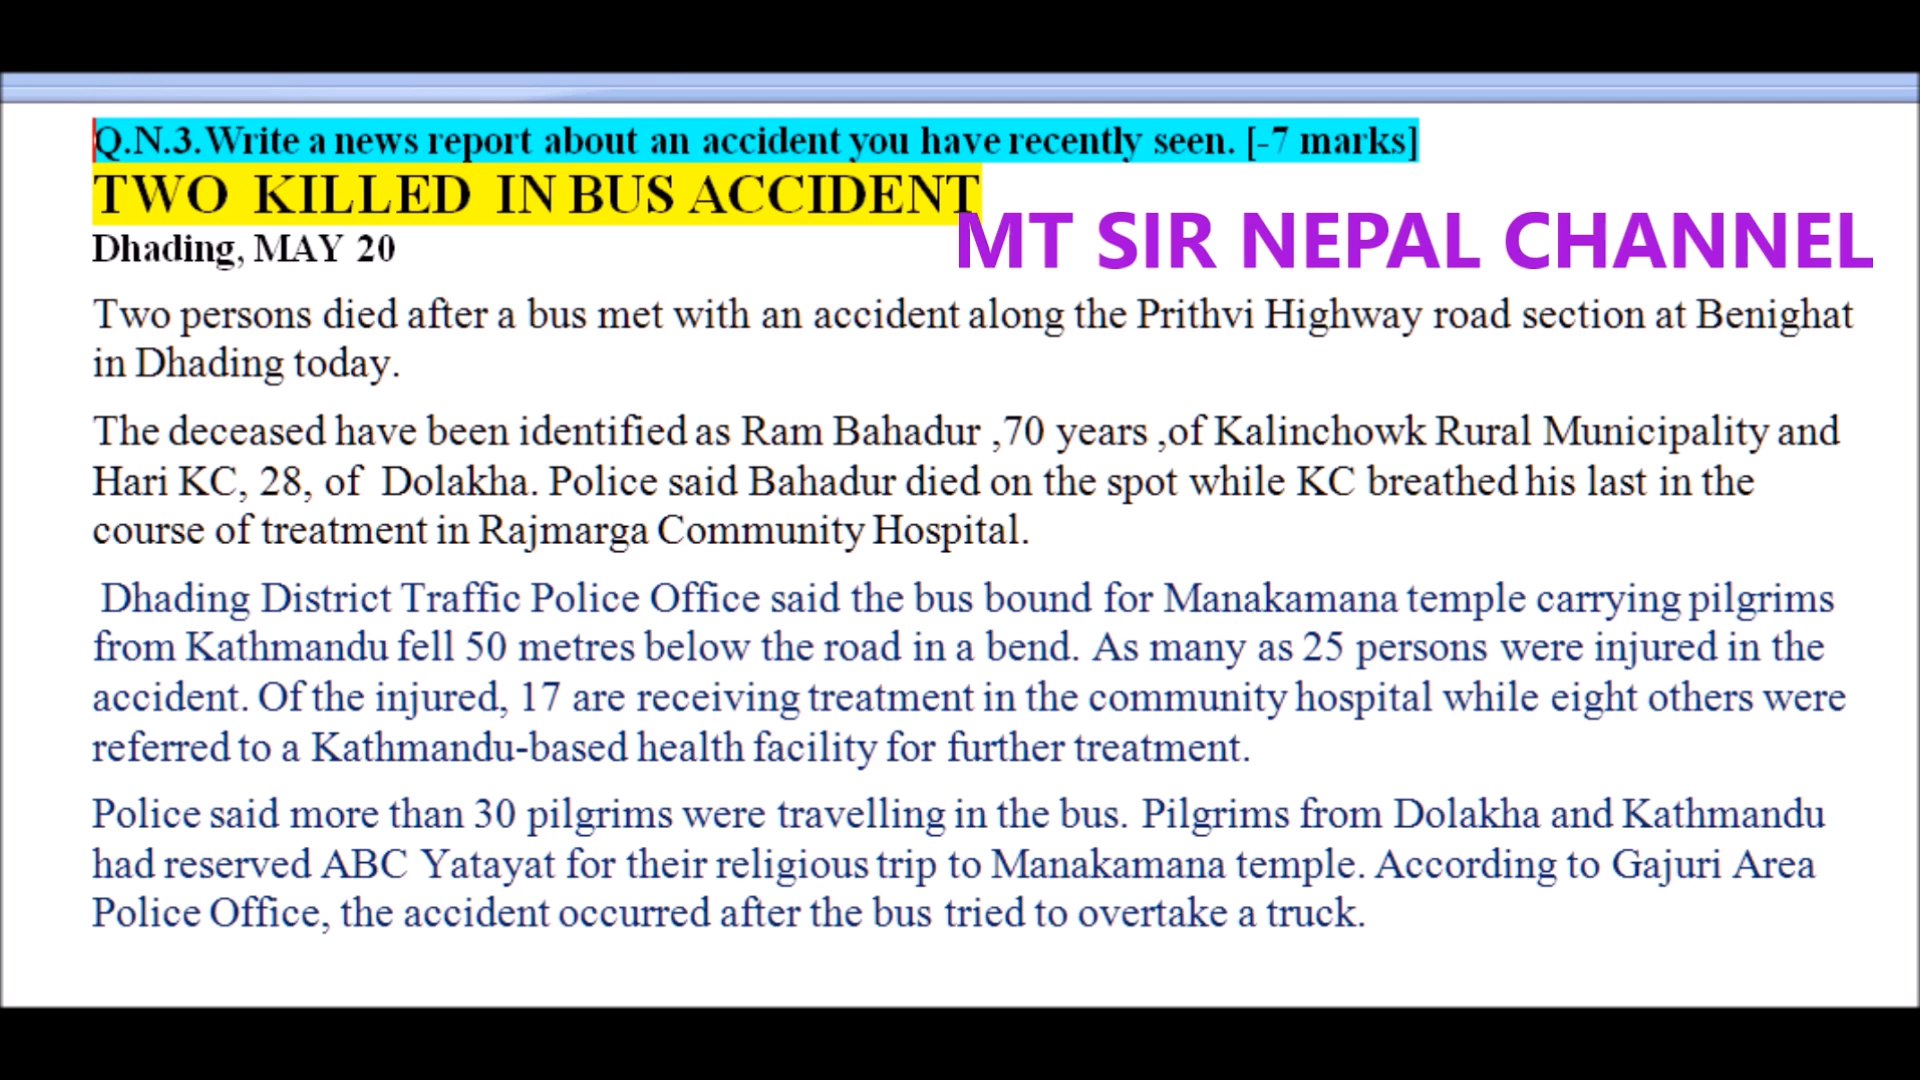 Q.N.3.Write a news report about an accident you have recently seen. [-7 marks]
TWO KILLED IN BUS ACCIDENT
MT SIR NEPAL CHANNEL
Dhading, MAY 20
Two persons died after a bus met with an accident along the Prithvi Highway road section at Benighat
in Dhading today.
The deceased have been identified as Ram Bahadur ,70 years ,of Kalinchowk Rural Municipality and
Hari KC, 28, of Dolakha. Police said Bahadur died on the spot while KC breathed his last in the
course of treatment in Rajmarga Community Hospital.
Dhading District Traffic Police Office said the bus bound for Manakamana temple carrying pilgrims
from Kathmandu fell 50 metres below the road in a bend. As many as 25 persons were injured in the
accident. Of the injured, 17 are receiving treatment in the community hospital while eight others were
referred to a Kathmandu-based health facility for further treatment.
Police said more than 30 pilgrims were travelling in the bus. Pilgrims from Dolakha and Kathmandu
had reserved ABC Yatayat for their religious trip to Manakamana temple. According to Gajuri Area
Police Office, the accident occurred after the bus tried to overtake a truck.